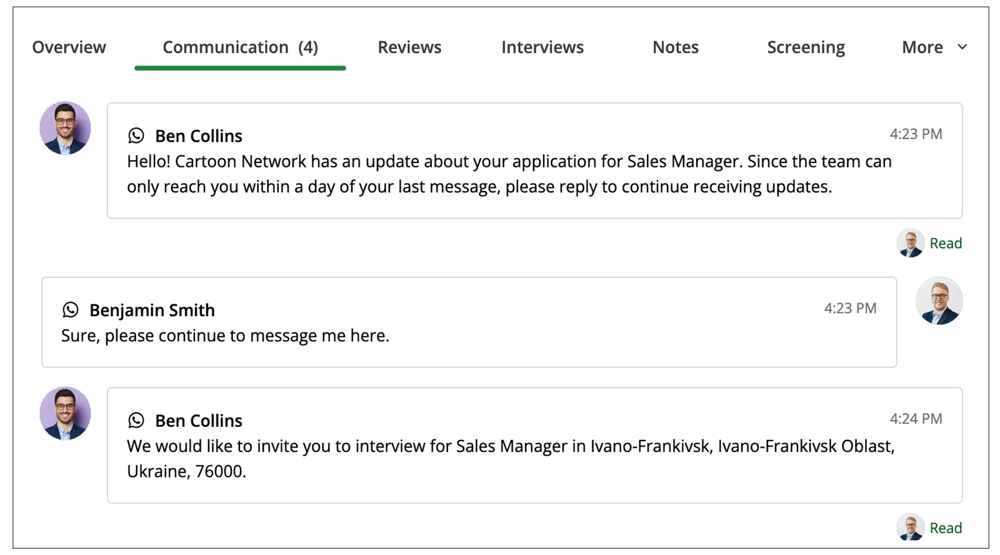 Overview Communication (4) Reviews Interviews Notes Screening More
Ben Collins 4:23 PM
Hello! Cartoon Network has an update about your application for Sales Manager. Since the team can
only reach you within a day of your last message, please reply to continue receiving updates.
Read
Benjamin Smith 4:23 PM
Sure, please continue to message me here.
Ben Collins 4:24 PM
We would like to invite you to interview for Sales Manager in Ivano-Frankivsk, Ivano-Frankivsk Oblast,
Ukraine, 76000.
Read